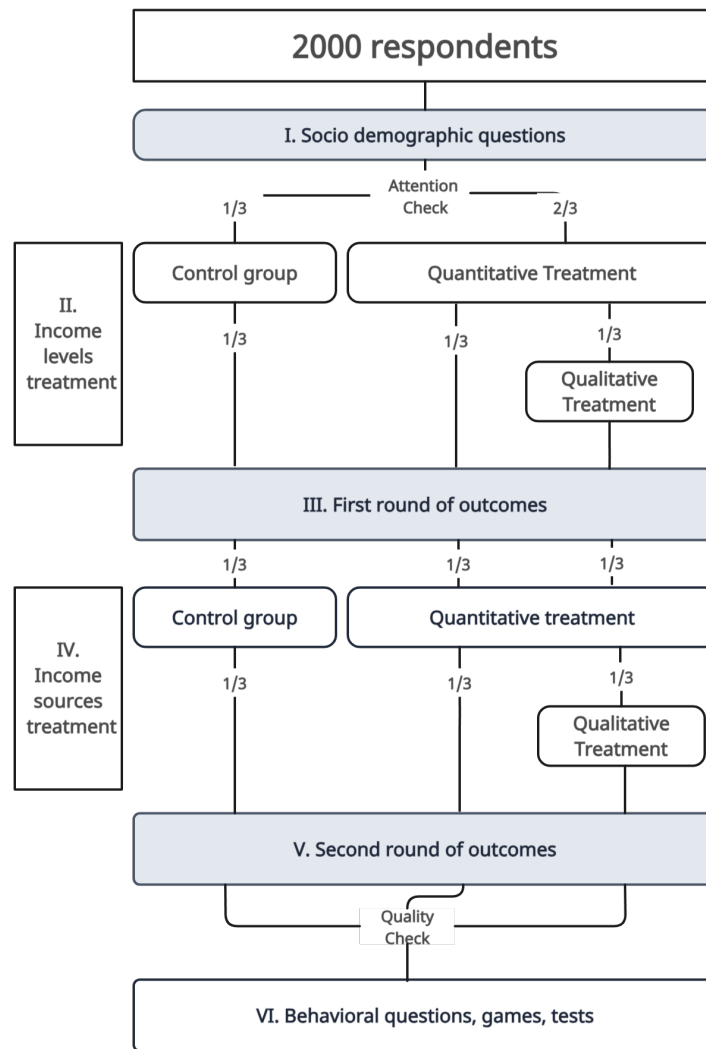 2000 respondents
I. Socio demographic questions
Attention
Check
1/3
2/3
II.
Income
levels
treatment
Control group
Quantitative Treatment
1/3
1/3
1/3
Qualitative
Treatment
III. First round of outcomes
1/3
1/3
1/3
IV.
Income
sources
treatment
Control group
Quantitative treatment
1/3
1/3
1/3
Qualitative
Treatment
V. Second round of outcomes
Quality
Check
VI. Behavioral questions, games, tests